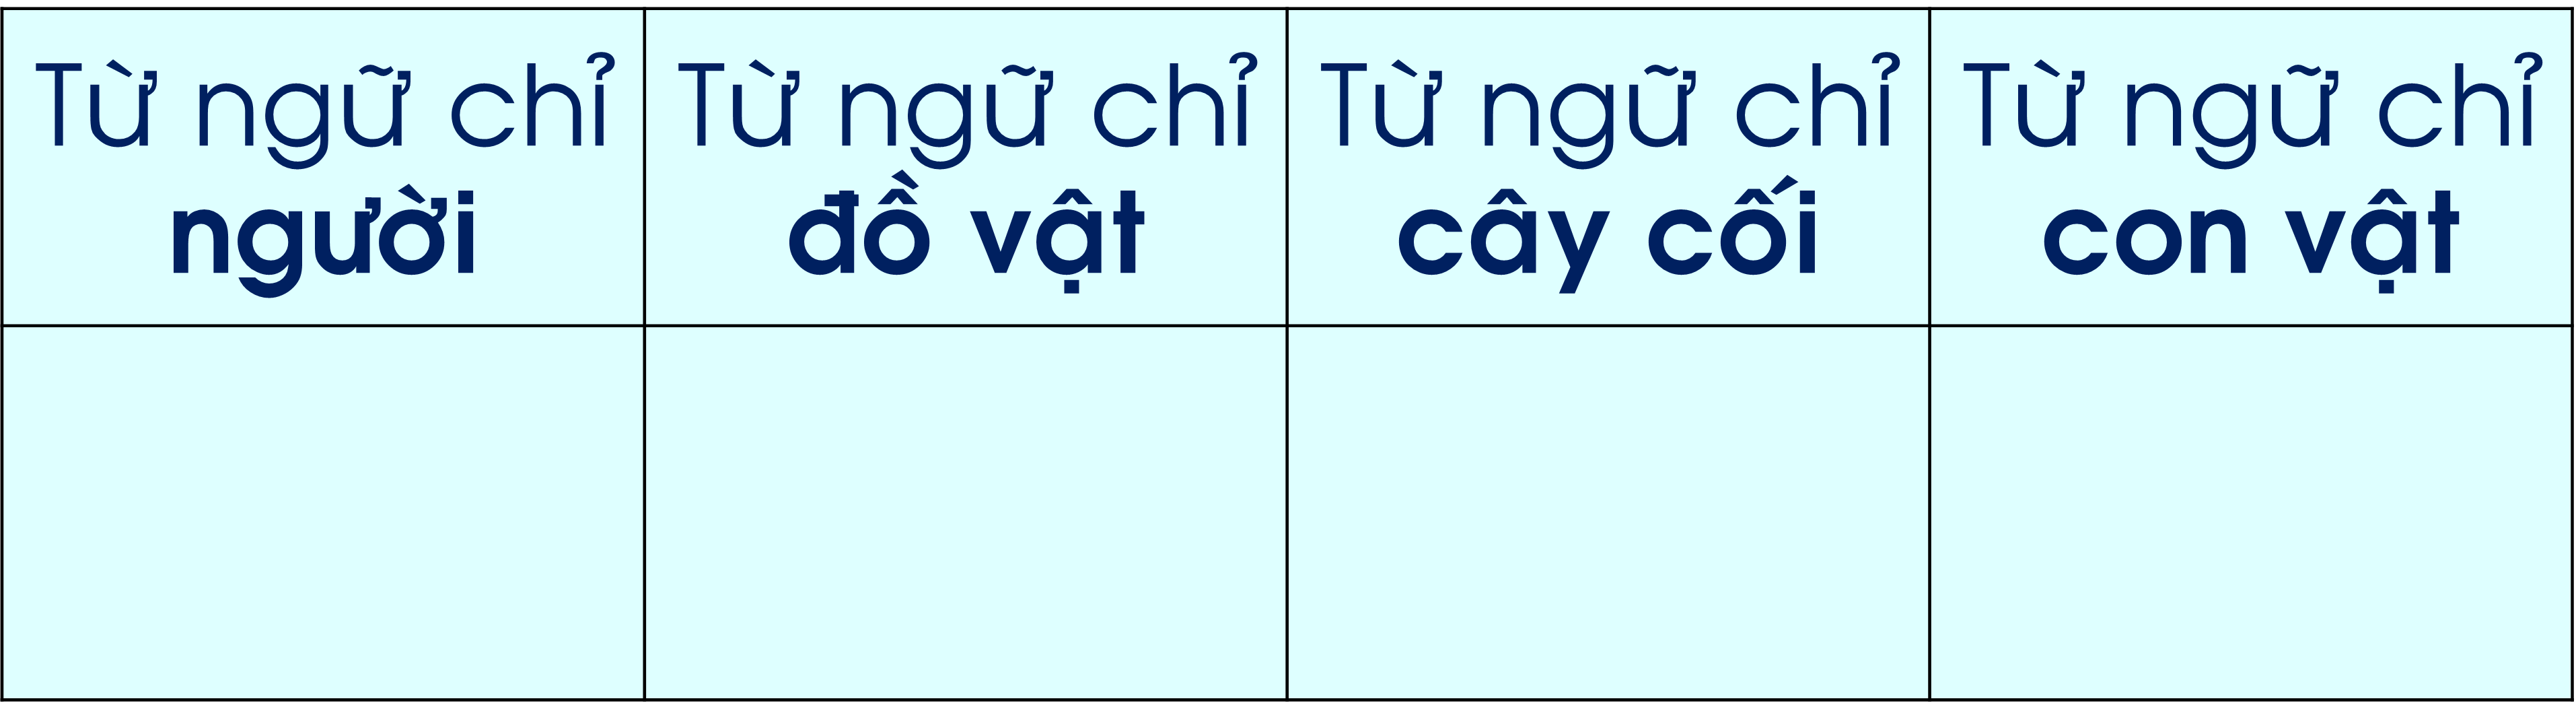 Từ ngữ chỉ
người
Từ ngữ chỉ
đồ vật
Từ ngữ chỉ
cây cối
Từ ngữ chỉ
con vật